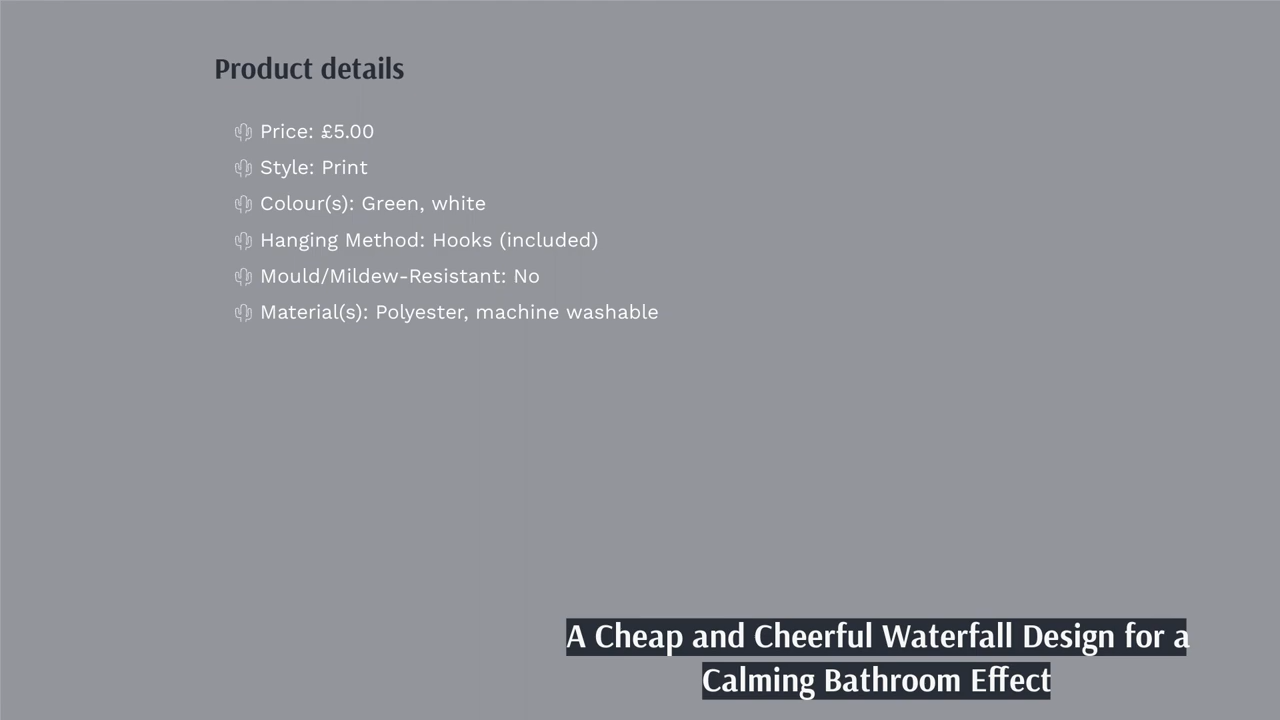 Product details
Price: £5.00
Style: Print
Colour(s): Green, white
Hanging Method: Hooks (included)
Mould/Mildew-Resistant: No
Material(s): Polyester, machine washable
A Cheap and Cheerful Waterfall Design for a
Calming Bathroom Effect